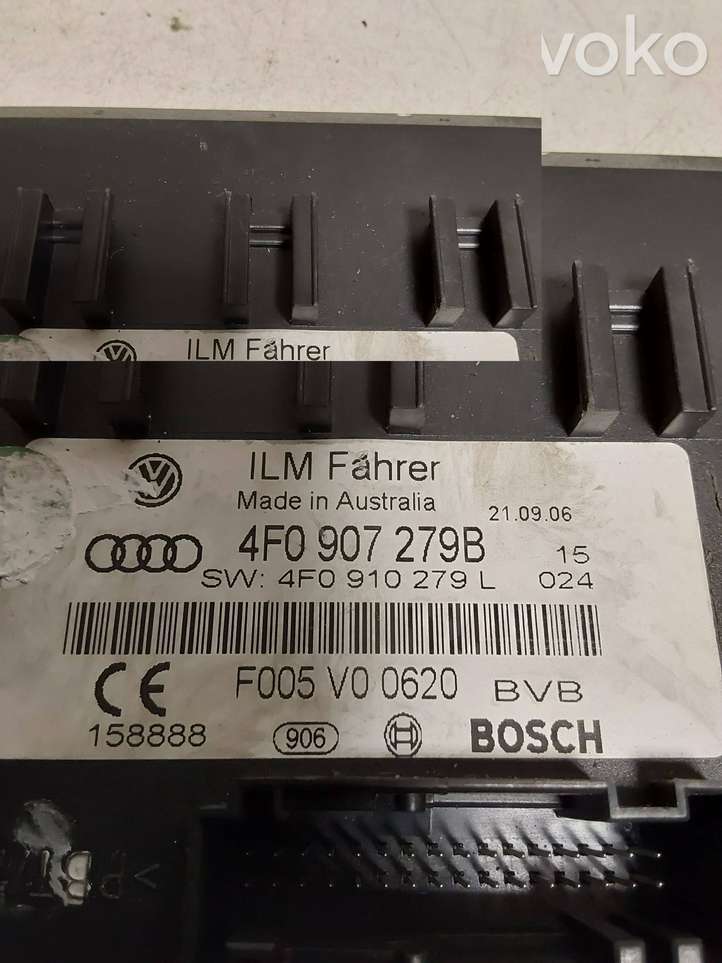 voko
ILM Fahrer
ILM Fahrer
Made in Australia
21.09.06
4F0 907 279B 15
SW: 4F0 910 279 L 024
F005 V0 0620 BVB
CE
158888 906 BOSCH